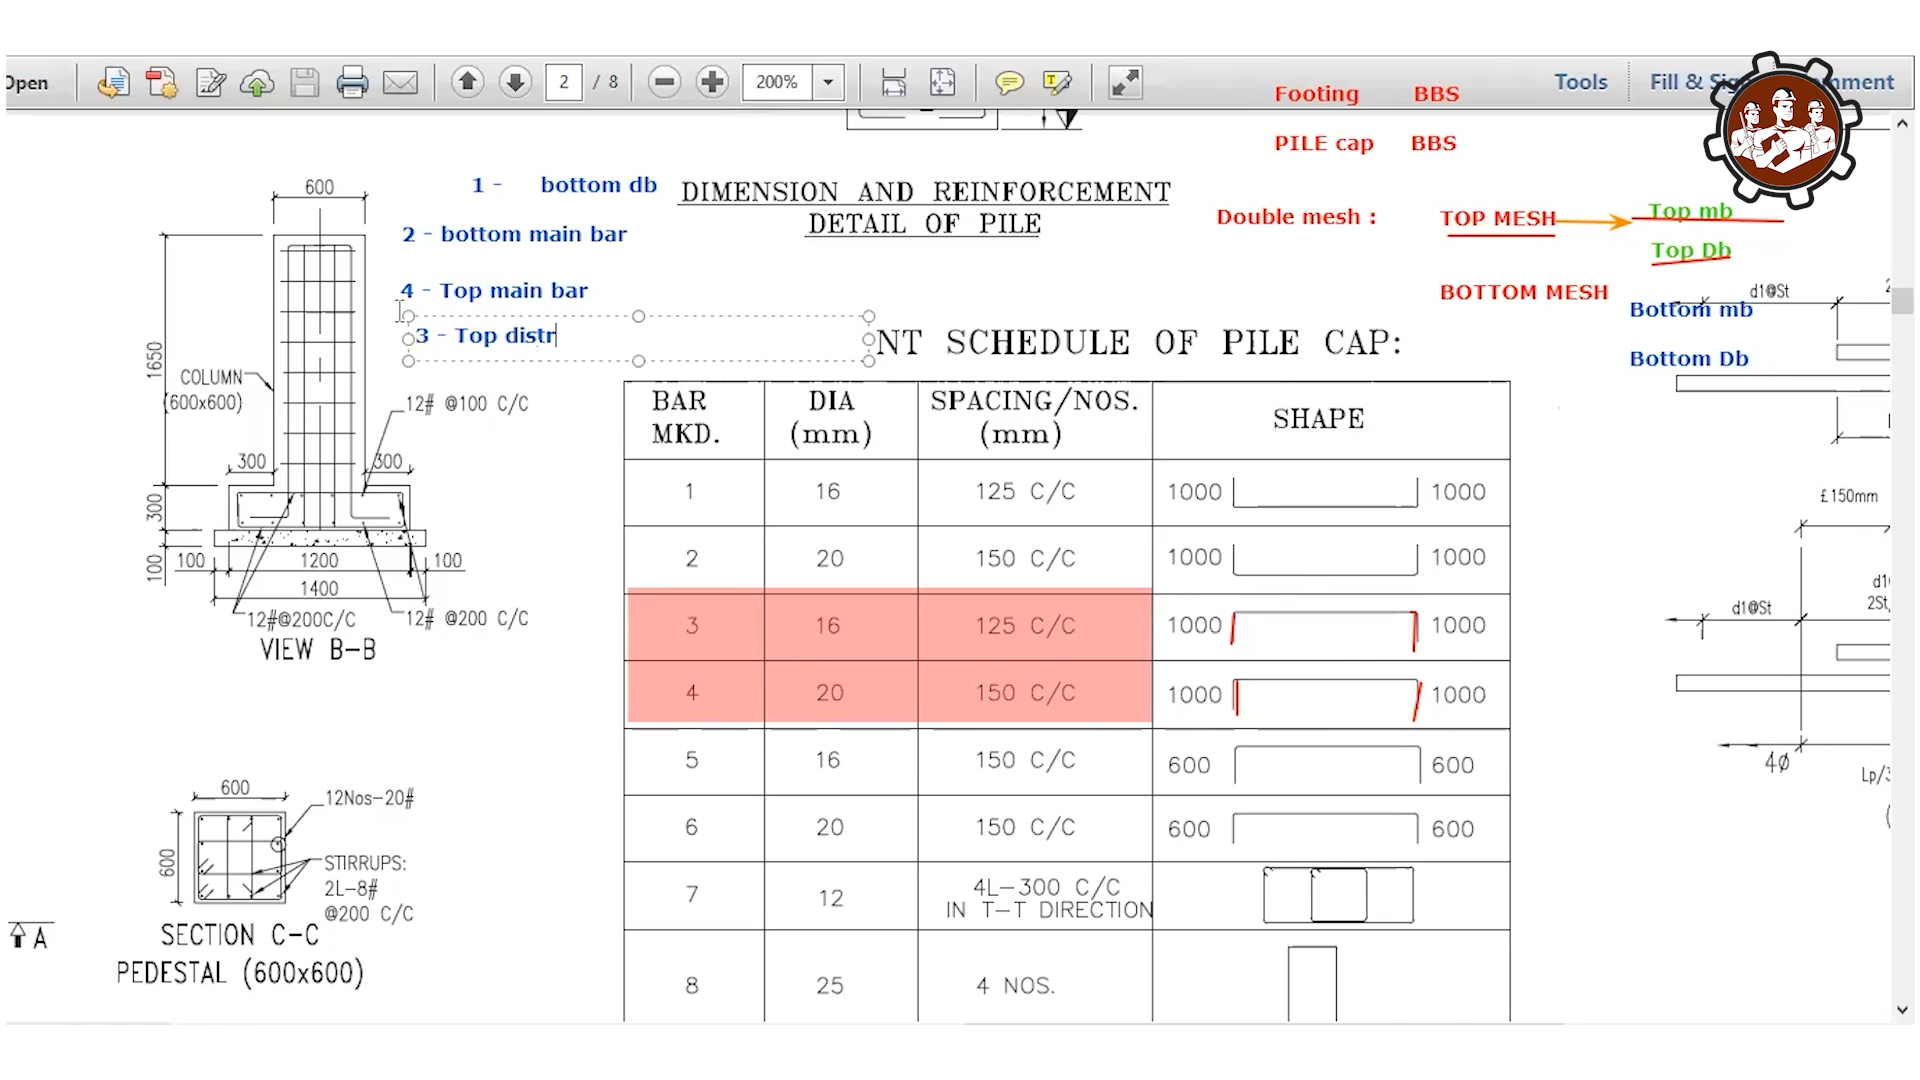 Open
2 / 8
200%
Tools
Fill & Sig
mment
Footing BBS
PILE cap BBS
1 - bottom db
2 - bottom main bar
4 - Top main bar
3 - Top distr
DIMENSION AND REINFORCEMENT
DETAIL OF PILE
Double mesh : TOP MESH
Top mb
Top Db
BOTTOM MESH
Bottom mb
Bottom Db
NT SCHEDULE OF PILE CAP:
600
1650
COLUMN
(600x600)
12# @100 C/C
300
300
300
100
100
1200
100
1400
12#@200C/C
12# @200 C/C
VIEW B-B
600
12Nos-20#
600
STIRRUPS:
2L-8#
@200 C/C
SECTION C-C
PEDESTAL (600x600)
A
BAR MKD. DIA (mm) SPACING/NOS. (mm) SHAPE
1 16 125 C/C 1000 1000
2 20 150 C/C 1000 1000
3 16 125 C/C 1000 1000
4 20 150 C/C 1000 1000
5 16 150 C/C 600 600
6 20 150 C/C 600 600
7 12 4L-300 C/C
IN T-T DIRECTION
8 25 4 NOS.
d1@St
2
£150mm
d1
2St,
d1@St
4ø
Lp/3